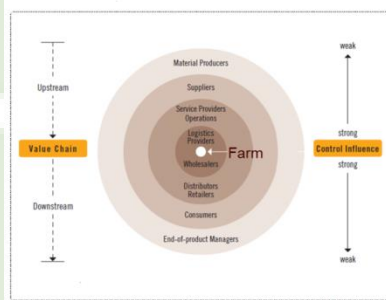 weak
Material Producers
Upstream
Suppliers
Service Providers
Operations
Logistics
Providers
strong
Value Chain
Farm
Control Influence
Wholesalers
strong
Downstream
Distributors
Retailers
Consumers
End-of-product Managers
weak